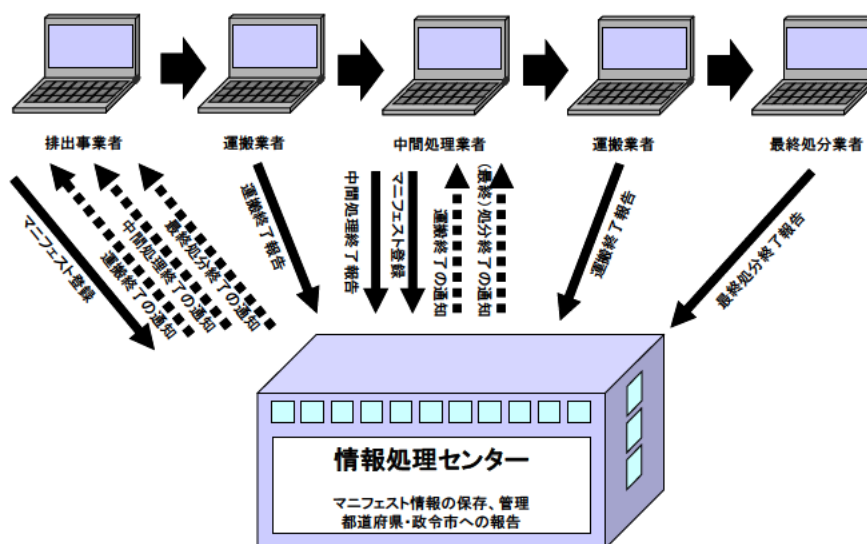 排出事業者
運搬業者
中間処理業者
運搬業者
最終処分業者
マニフェスト登録
運搬終了の通知
中間処理終了の通知
最終処分終了の通知
運搬終了報告
中間処理終了報告
マニフェスト登録
運搬終了の通知
(最終)処分終了の通知
運搬終了報告
最終処分終了報告
情報処理センター
マニフェスト情報の保存、管理
都道府県・政令市への報告